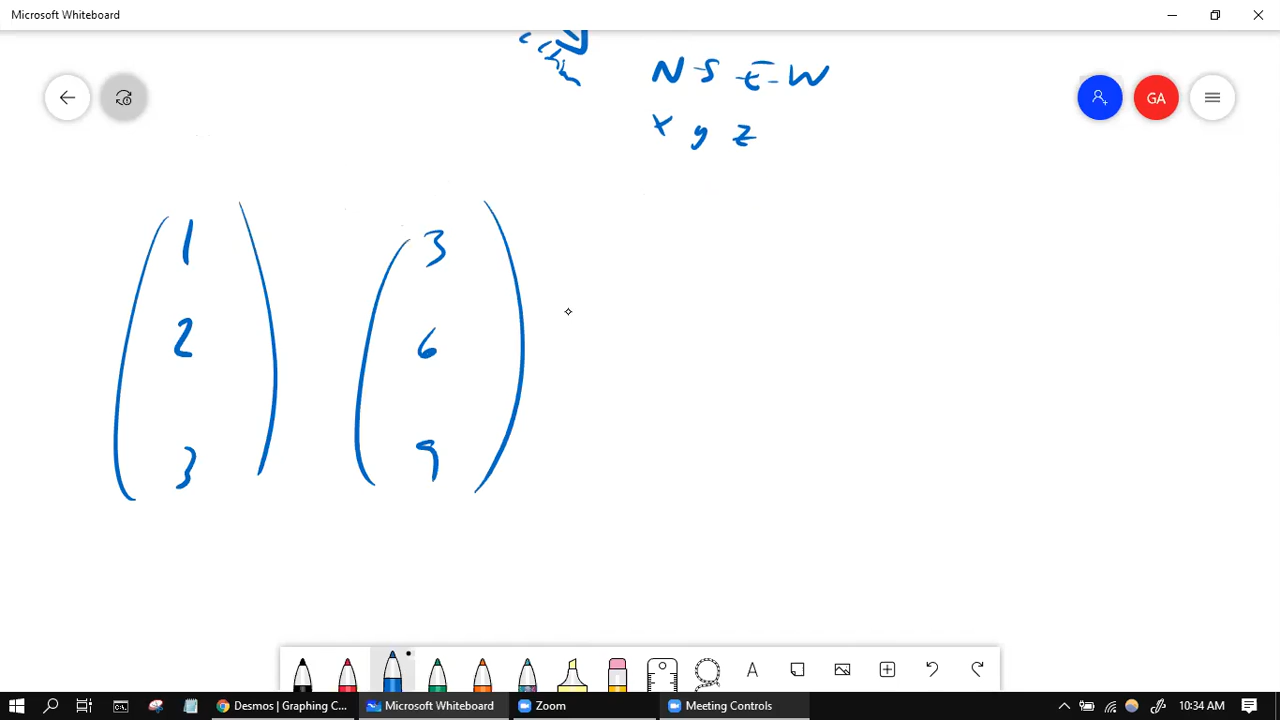 Microsoft Whiteboard
N-S E-W
x y z
GA
1 3
2 6
3 9
A
Desmos | Graphing C...
Microsoft Whiteboard
Zoom
Meeting Controls
10:34 AM